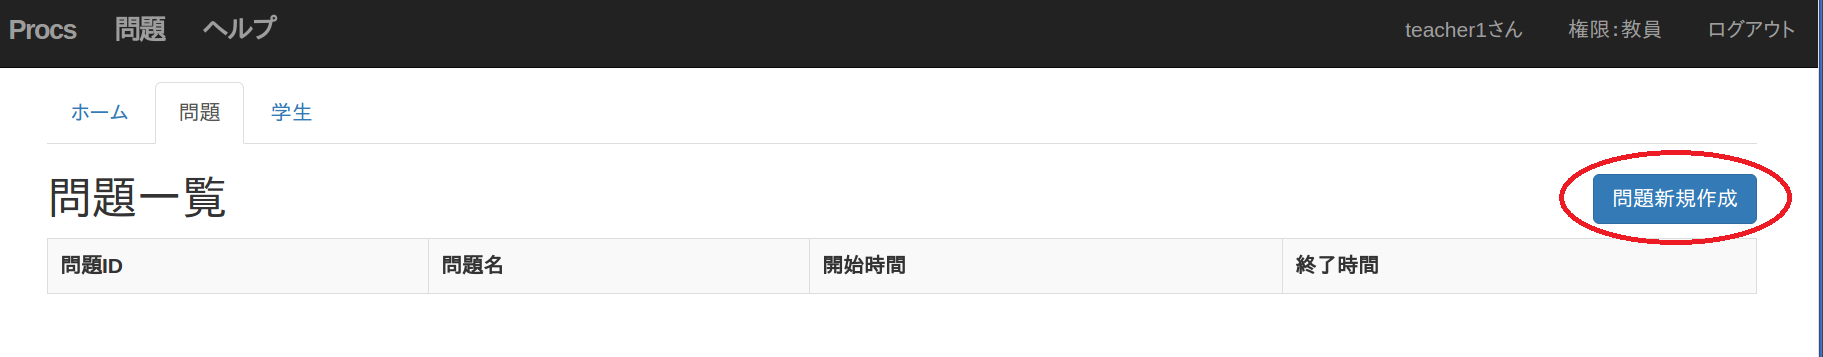 Procs 問題 ヘルプ teacher1さん 権限:教員 ログアウト
ホーム 問題 学生
問題一覧 問題新規作成
問題ID 問題名 開始時間 終了時間